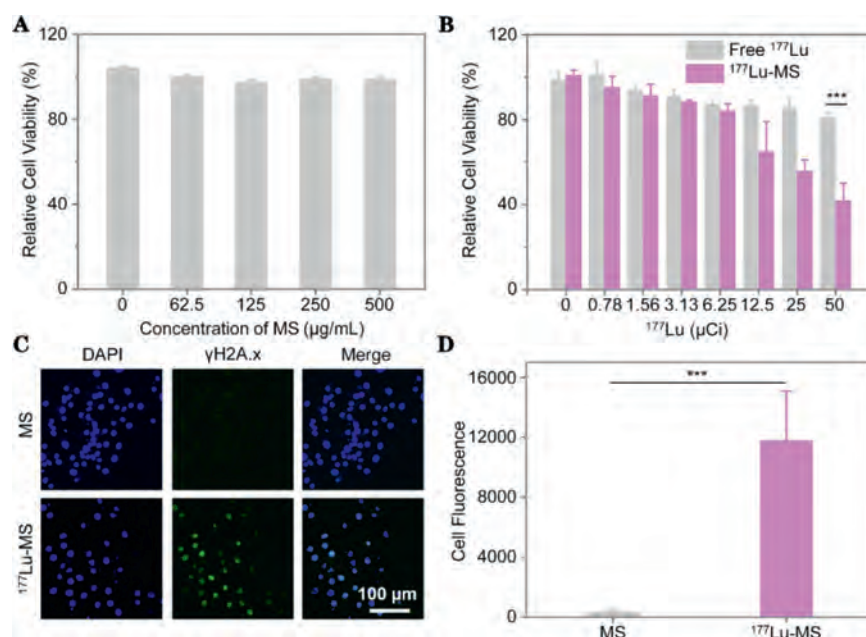 A
Relative Cell Viability (%)
120
80
40
0
0 62.5 125 250 500
Concentration of MS (μg/mL)
B
Relative Cell Viability (%)
120
80
40
0
Free ¹⁷⁷Lu
¹⁷⁷Lu-MS
***
0 0.78 1.56 3.13 6.25 12.5 25 50
¹⁷⁷Lu (μCi)
C
DAPI γH2A.x Merge
MS
¹⁷⁷Lu-MS
100 μm
D
Cell Fluorescence
16000
12000
8000
4000
0
***
MS ¹⁷⁷Lu-MS